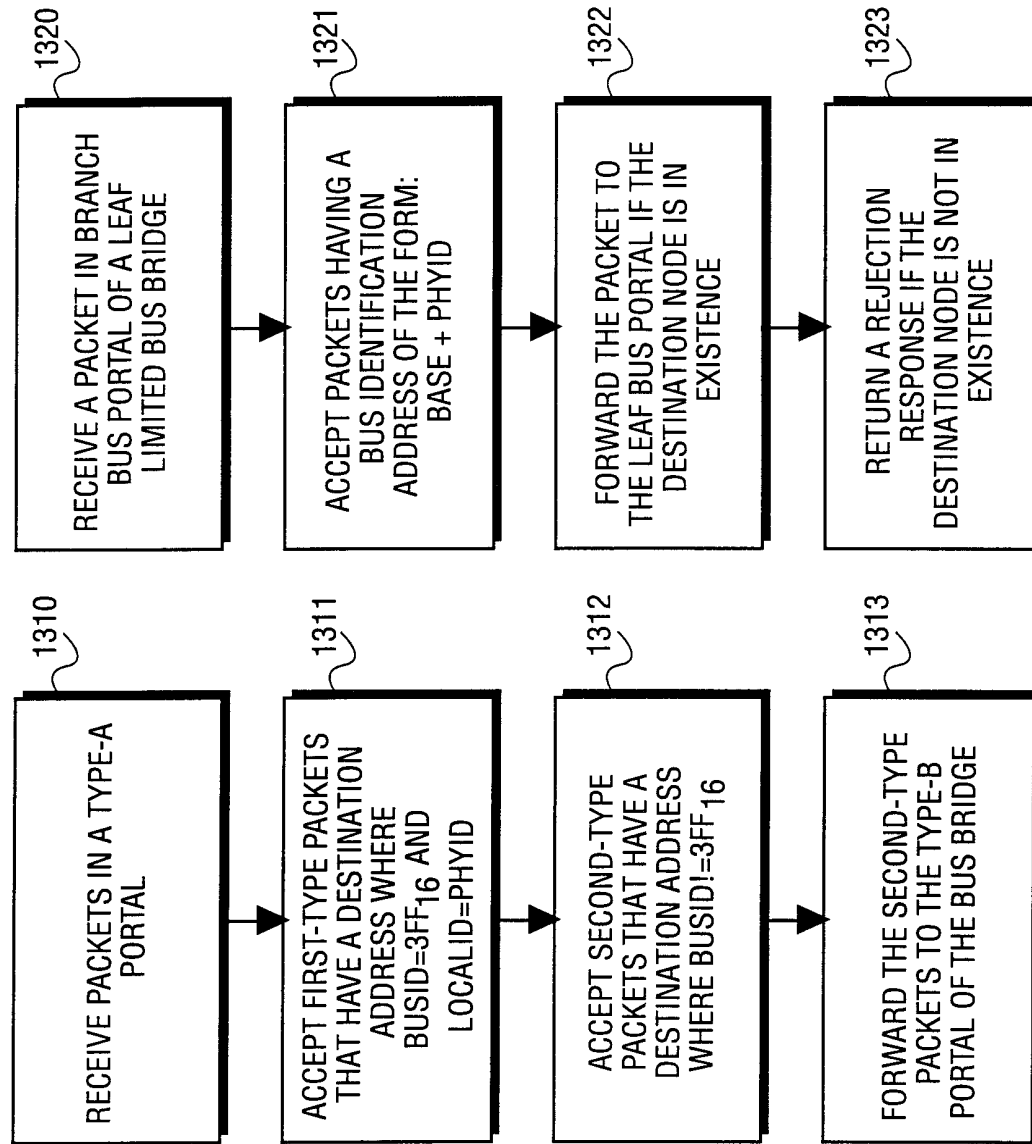 1310
RECEIVE PACKETS IN A TYPE-A
PORTAL
1311
ACCEPT FIRST-TYPE PACKETS
THAT HAVE A DESTINATION
ADDRESS WHERE
BUSID=3FF₁₆ AND
LOCALID=PHYID
1312
ACCEPT SECOND-TYPE
PACKETS THAT HAVE A
DESTINATION ADDRESS
WHERE BUSID!=3FF₁₆
1313
FORWARD THE SECOND-TYPE
PACKETS TO THE TYPE-B
PORTAL OF THE BUS BRIDGE
1320
RECEIVE A PACKET IN BRANCH
BUS PORTAL OF A LEAF
LIMITED BUS BRIDGE
1321
ACCEPT PACKETS HAVING A
BUS IDENTIFICATION
ADDRESS OF THE FORM:
BASE + PHYID
1322
FORWARD THE PACKET TO
THE LEAF BUS PORTAL IF THE
DESTINATION NODE IS IN
EXISTENCE
1323
RETURN A REJECTION
RESPONSE IF THE
DESTINATION NODE IS NOT IN
EXISTENCE